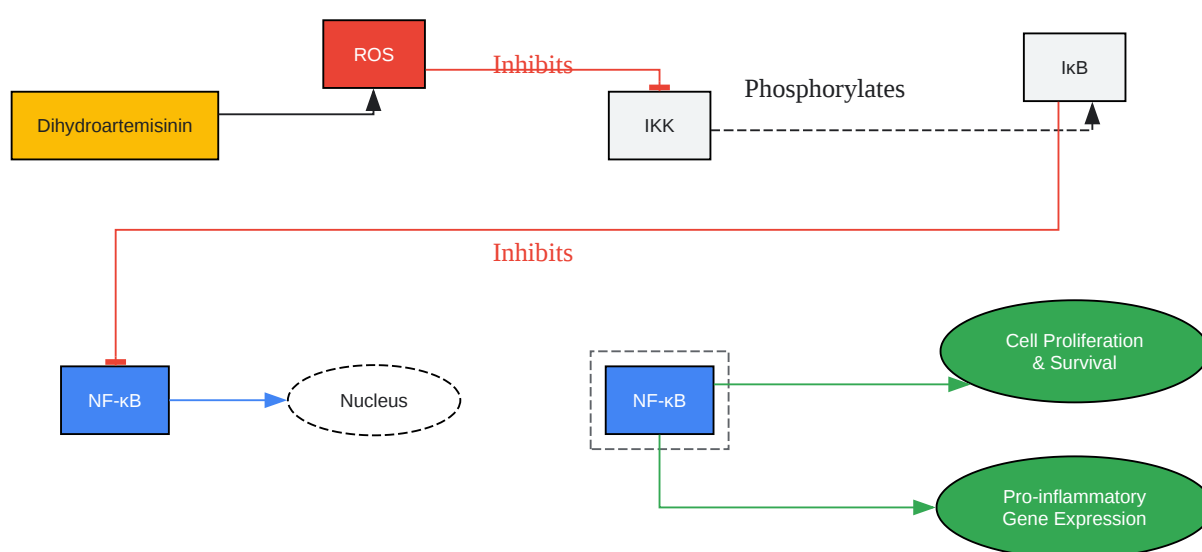 ROS
Inhibits
IκB
Phosphorylates
Dihydroartemisinin
IKK
Inhibits
Cell Proliferation
& Survival
NF-κB
Nucleus
NF-κB
Pro-inflammatory
Gene Expression